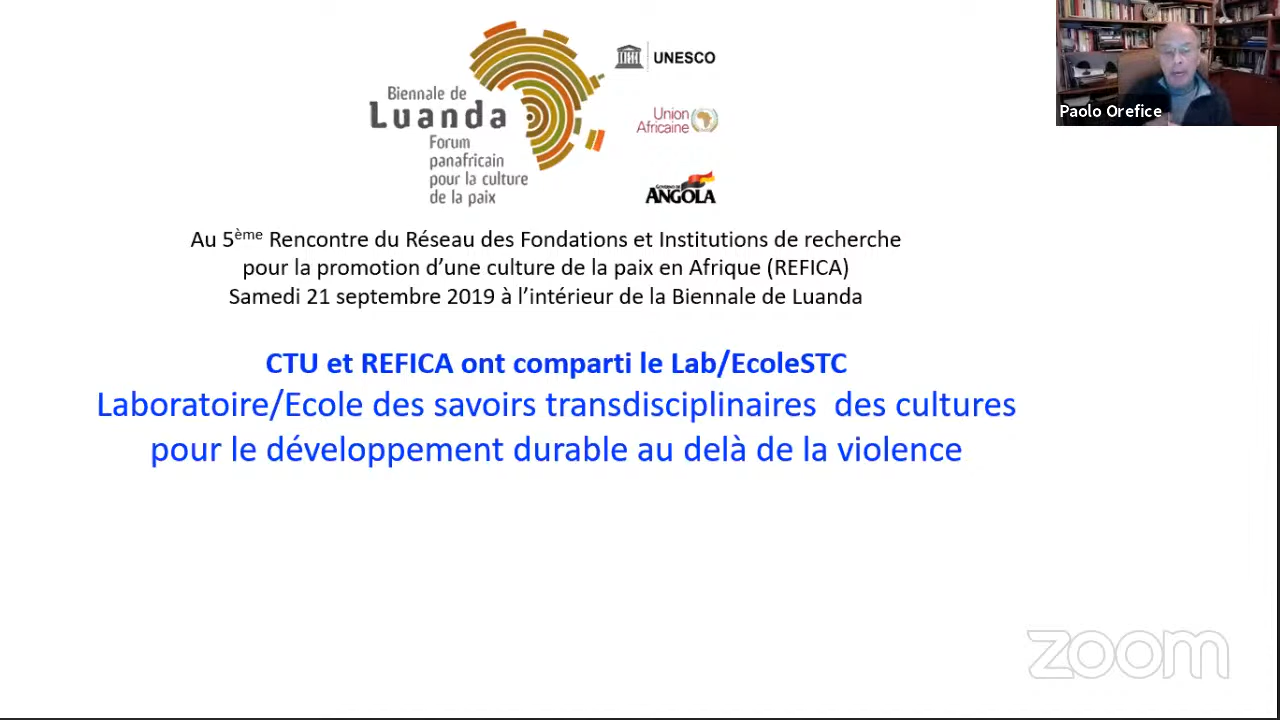 Biennale de
Luanda
Forum
panafricain
pour la culture
de la paix
UNESCO
Union
Africaine
GOVERNO DE
ANGOLA
Paolo Orefice
Au 5ème Rencontre du Réseau des Fondations et Institutions de recherche
pour la promotion d’une culture de la paix en Afrique (REFICA)
Samedi 21 septembre 2019 à l’intérieur de la Biennale de Luanda
CTU et REFICA ont comparti le Lab/EcoleSTC
Laboratoire/Ecole des savoirs transdisciplinaires des cultures
pour le développement durable au delà de la violence
zoom